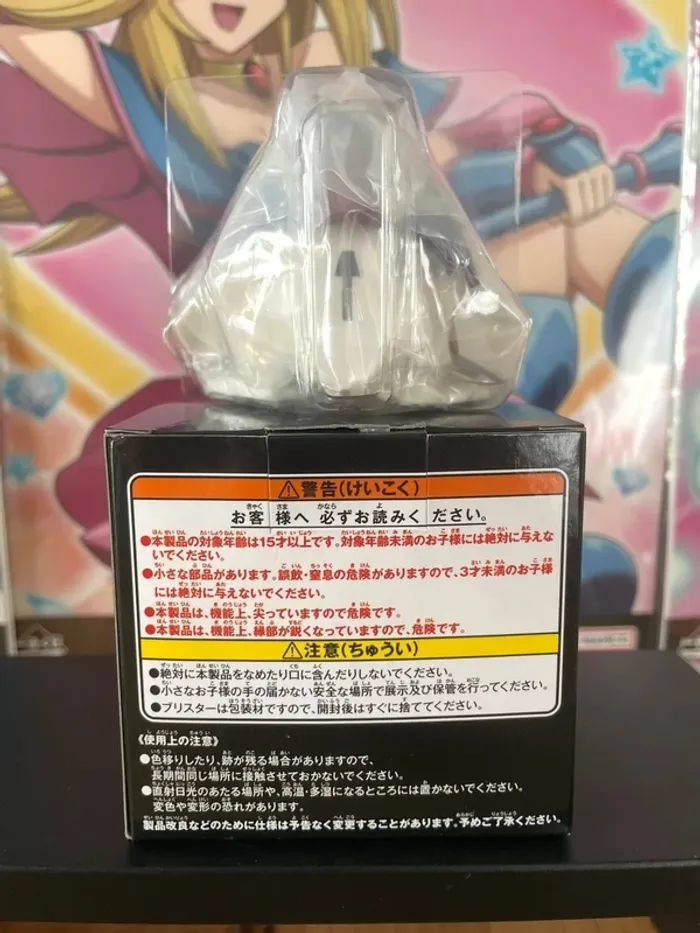 ⚠警告(けいこく)
お客様へ 必ずお読みください。
●本製品の対象年齢は15才以上です。対象年齢未満のお子様には絶対に与えな
いでください。
●小さな部品があります。誤飲・窒息の危険がありますので、3才未満のお子様
には絶対に与えないでください。
●本製品は、機能上、尖っていますので危険です。
●本製品は、機能上、縁部が鋭くなっていますので、危険です。
⚠注意(ちゅうい)
●絶対に本製品をなめたり口に含んだりしないでください。
●小さなお子様の手の届かない安全な場所で展示及び保管を行ってください。
●ブリスターは包装材ですので、開封後はすぐに捨ててください。
《使用上の注意》
●色移りしたり、跡が残る場合がありますので、
長期間同じ場所に接触させておかないでください。
●直射日光のあたる場所や、高温・多湿になるところには置かないでください。
変色や変形の恐れがあります。
製品改良などのために仕様は予告なく変更することがあります。予めご了承ください。